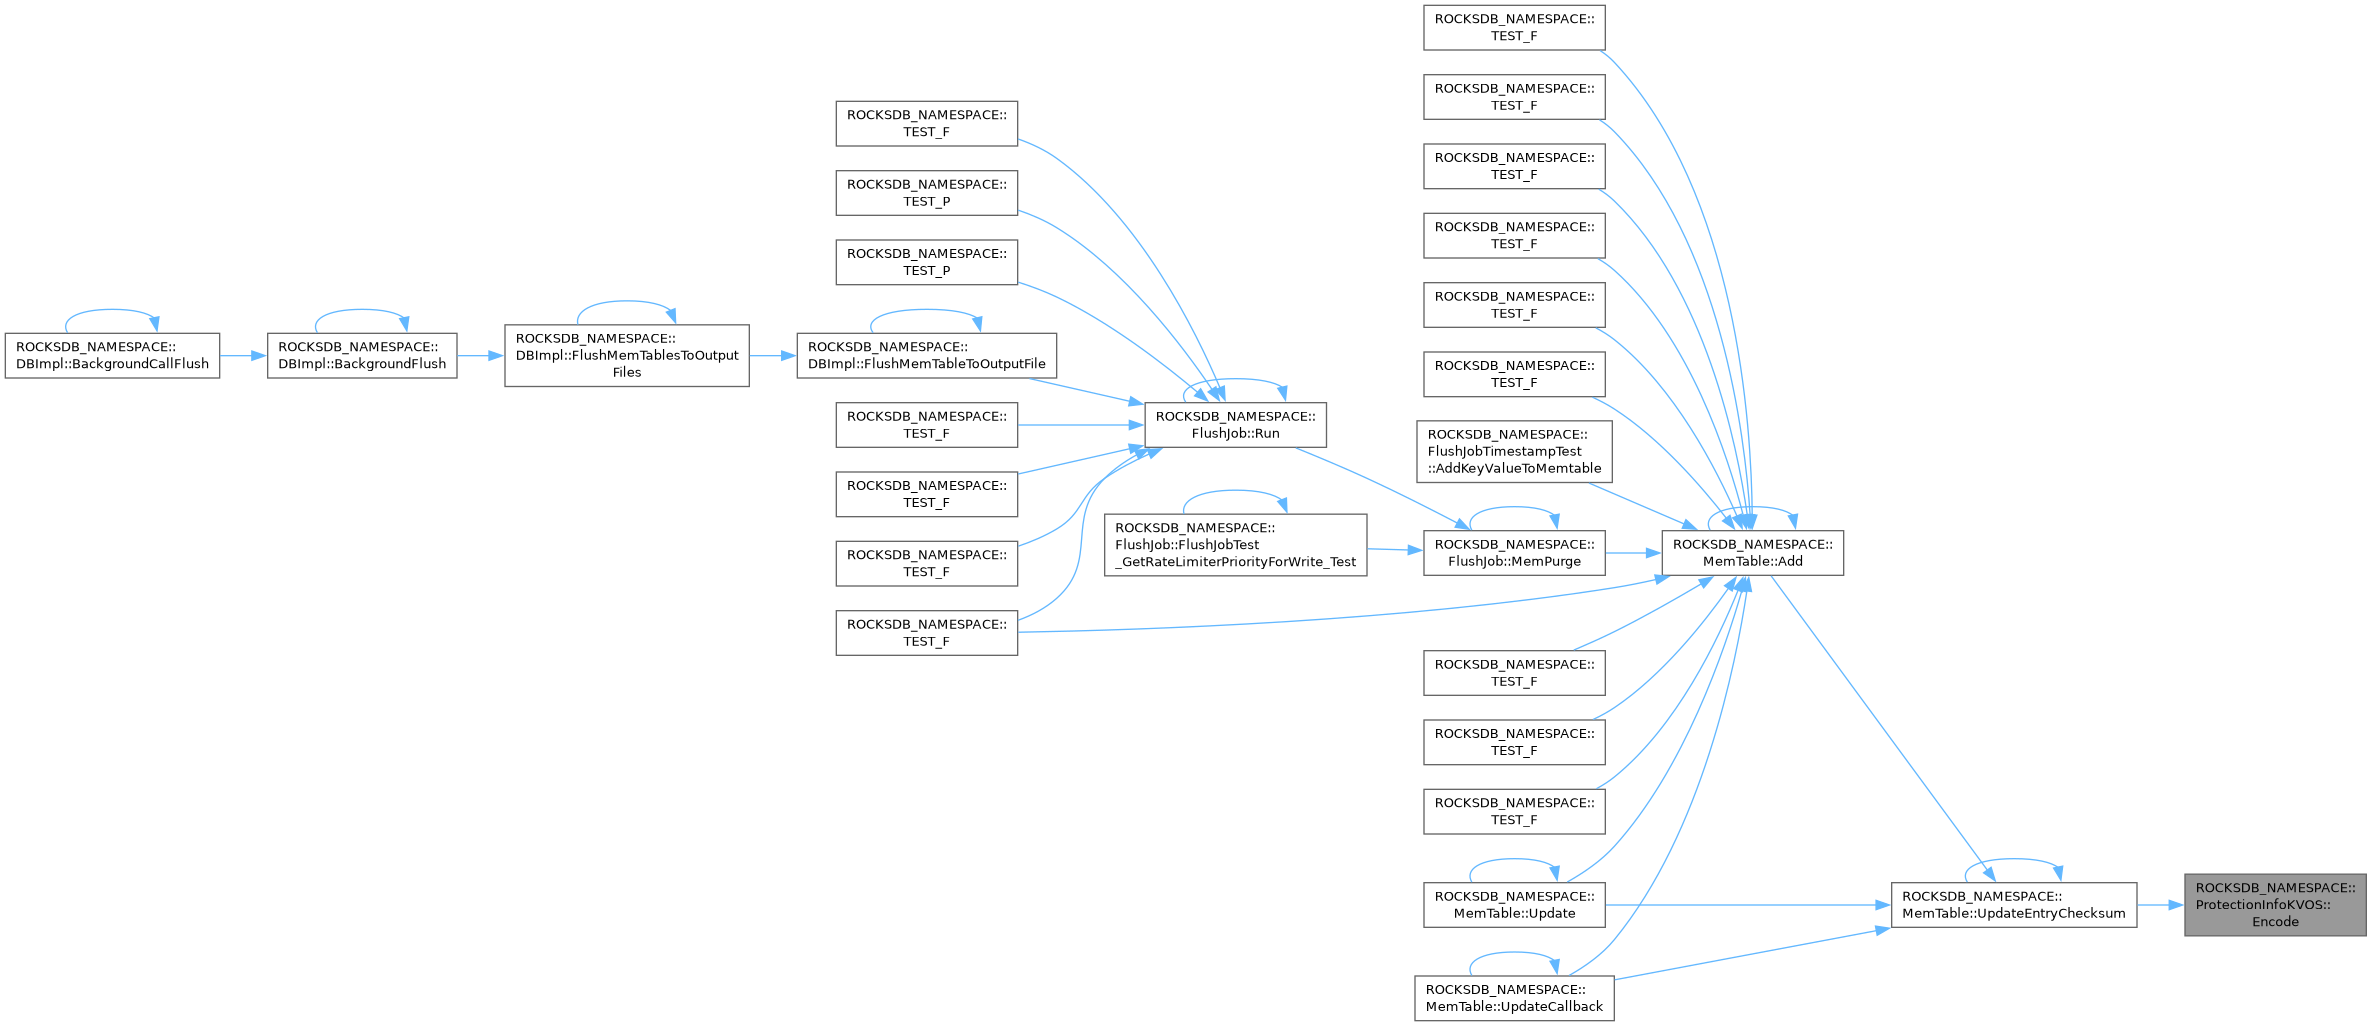 ROCKSDB_NAMESPACE::
DBImpl::BackgroundCallFlush
ROCKSDB_NAMESPACE::
DBImpl::BackgroundFlush
ROCKSDB_NAMESPACE::
DBImpl::FlushMemTablesToOutput
Files
ROCKSDB_NAMESPACE::
TEST_F
ROCKSDB_NAMESPACE::
TEST_P
ROCKSDB_NAMESPACE::
TEST_P
ROCKSDB_NAMESPACE::
DBImpl::FlushMemTableToOutputFile
ROCKSDB_NAMESPACE::
TEST_F
ROCKSDB_NAMESPACE::
TEST_F
ROCKSDB_NAMESPACE::
TEST_F
ROCKSDB_NAMESPACE::
TEST_F
ROCKSDB_NAMESPACE::
FlushJob::Run
ROCKSDB_NAMESPACE::
FlushJob::FlushJobTest
_GetRateLimiterPriorityForWrite_Test
ROCKSDB_NAMESPACE::
TEST_F
ROCKSDB_NAMESPACE::
TEST_F
ROCKSDB_NAMESPACE::
TEST_F
ROCKSDB_NAMESPACE::
TEST_F
ROCKSDB_NAMESPACE::
TEST_F
ROCKSDB_NAMESPACE::
TEST_F
ROCKSDB_NAMESPACE::
FlushJobTimestampTest
::AddKeyValueToMemtable
ROCKSDB_NAMESPACE::
FlushJob::MemPurge
ROCKSDB_NAMESPACE::
TEST_F
ROCKSDB_NAMESPACE::
TEST_F
ROCKSDB_NAMESPACE::
TEST_F
ROCKSDB_NAMESPACE::
MemTable::Update
ROCKSDB_NAMESPACE::
MemTable::UpdateCallback
ROCKSDB_NAMESPACE::
MemTable::Add
ROCKSDB_NAMESPACE::
MemTable::UpdateEntryChecksum
ROCKSDB_NAMESPACE::
ProtectionInfoKVOS::
Encode